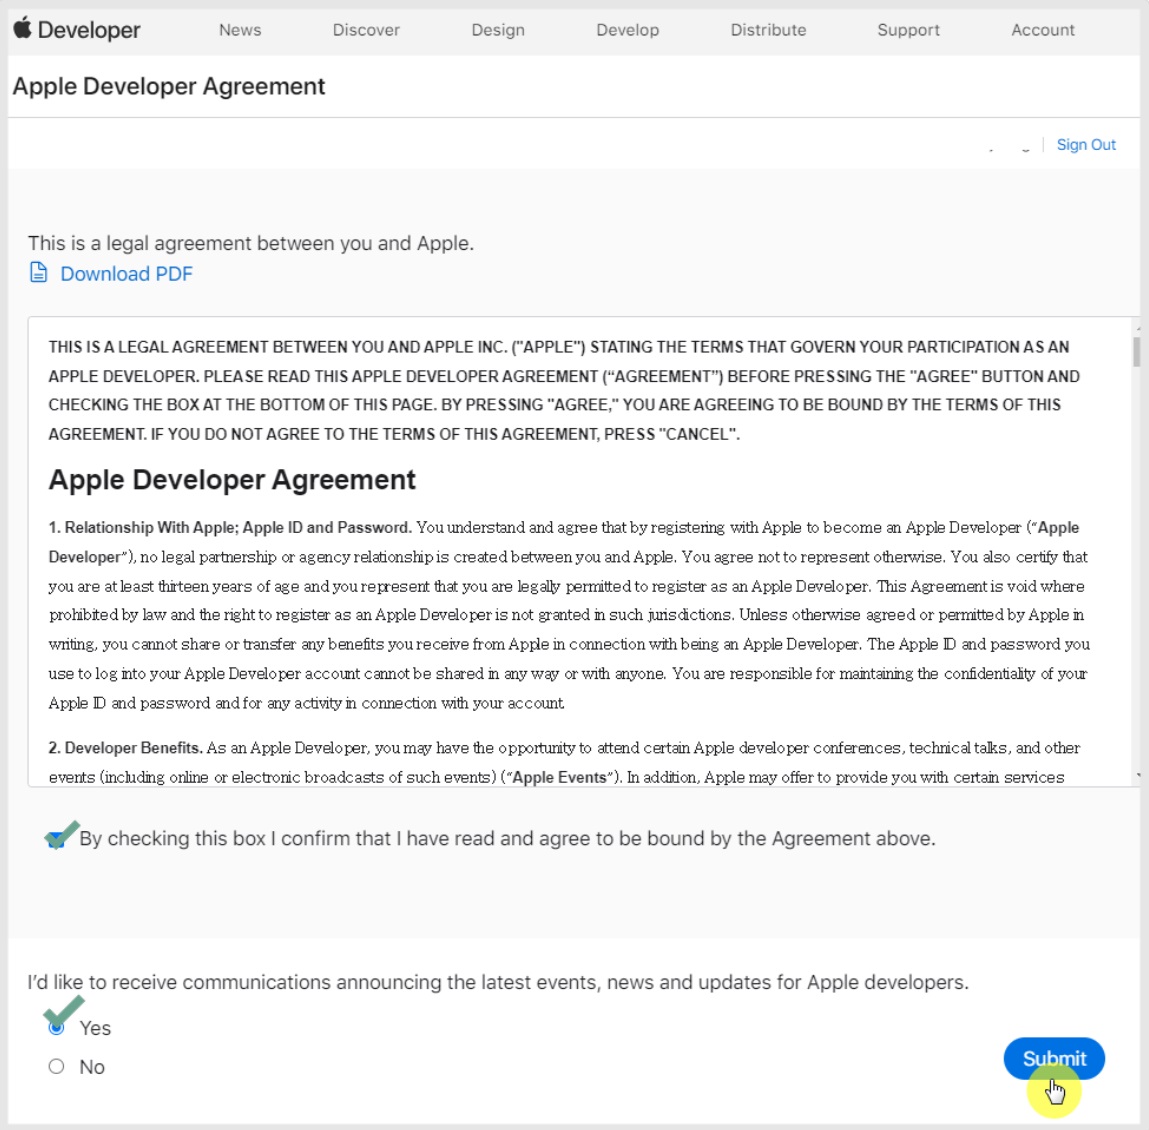 Developer News Discover Design Develop Distribute Support Account
Apple Developer Agreement
Sign Out
This is a legal agreement between you and Apple.
Download PDF
THIS IS A LEGAL AGREEMENT BETWEEN YOU AND APPLE INC. ("APPLE") STATING THE TERMS THAT GOVERN YOUR PARTICIPATION AS AN
APPLE DEVELOPER. PLEASE READ THIS APPLE DEVELOPER AGREEMENT (“AGREEMENT”) BEFORE PRESSING THE "AGREE" BUTTON AND
CHECKING THE BOX AT THE BOTTOM OF THIS PAGE. BY PRESSING "AGREE," YOU ARE AGREEING TO BE BOUND BY THE TERMS OF THIS
AGREEMENT. IF YOU DO NOT AGREE TO THE TERMS OF THIS AGREEMENT, PRESS "CANCEL".
Apple Developer Agreement
1. Relationship With Apple; Apple ID and Password. You understand and agree that by registering with Apple to become an Apple Developer (“Apple
Developer”), no legal partnership or agency relationship is created between you and Apple. You agree not to represent otherwise. You also certify that
you are at least thirteen years of age and you represent that you are legally permitted to register as an Apple Developer. This Agreement is void where
prohibited by law and the right to register as an Apple Developer is not granted in such jurisdictions. Unless otherwise agreed or permitted by Apple in
writing, you cannot share or transfer any benefits you receive from Apple in connection with being an Apple Developer. The Apple ID and password you
use to log into your Apple Developer account cannot be shared in any way or with anyone. You are responsible for maintaining the confidentiality of your
Apple ID and password and for any activity in connection with your account.
2. Developer Benefits. As an Apple Developer, you may have the opportunity to attend certain Apple developer conferences, technical talks, and other
events (including online or electronic broadcasts of such events) (“Apple Events”). In addition, Apple may offer to provide you with certain services
By checking this box I confirm that I have read and agree to be bound by the Agreement above.
I’d like to receive communications announcing the latest events, news and updates for Apple developers.
Yes
No
Submit